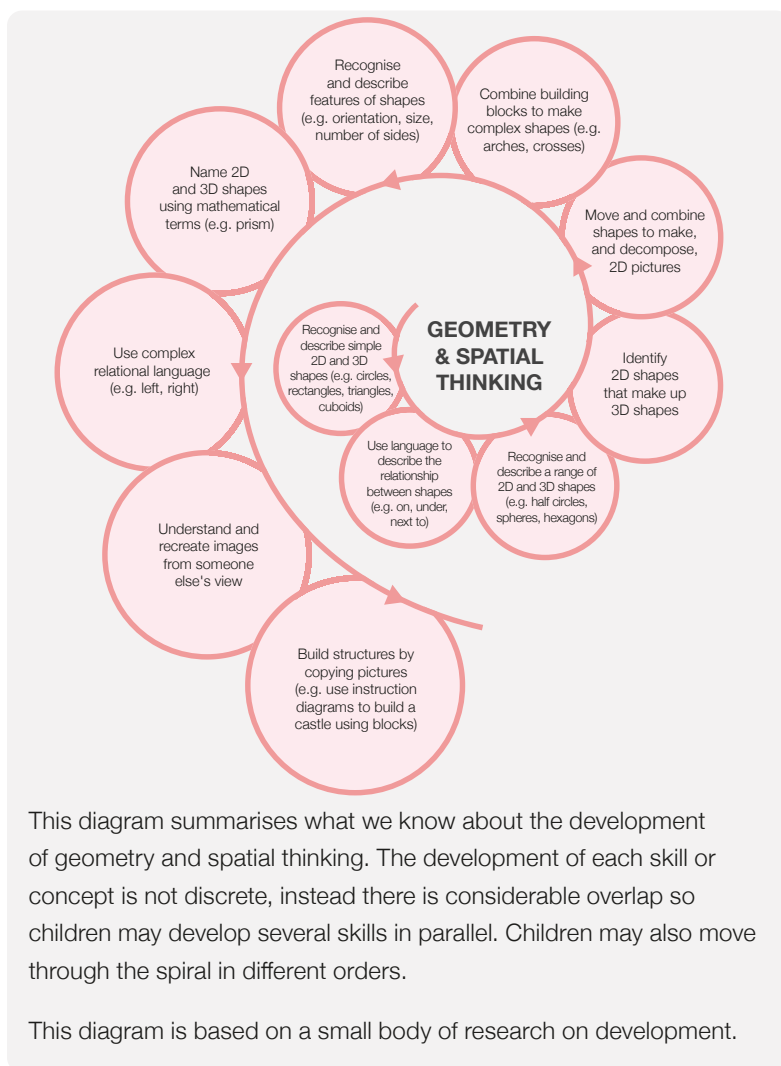 GEOMETRY
& SPATIAL
THINKING
Recognise and
describe simple
2D and 3D
shapes (e.g. circles,
rectangles, triangles,
cuboids)
Use language to
describe the
relationship
between shapes
(e.g. on, under,
next to)
Recognise and
describe a range of
2D and 3D shapes
(e.g. half circles,
spheres, hexagons)
Identify
2D shapes
that make up
3D shapes
Move and combine
shapes to make,
and decompose,
2D pictures
Combine building
blocks to make
complex shapes (e.g.
arches, crosses)
Recognise
and describe
features of shapes
(e.g. orientation, size,
number of sides)
Name 2D
and 3D shapes
using mathematical
terms (e.g. prism)
Use complex
relational language
(e.g. left, right)
Understand and
recreate images
from someone
else's view
Build structures by
copying pictures
(e.g. use instruction
diagrams to build a
castle using blocks)
This diagram summarises what we know about the development
of geometry and spatial thinking. The development of each skill or
concept is not discrete, instead there is considerable overlap so
children may develop several skills in parallel. Children may also move
through the spiral in different orders.
This diagram is based on a small body of research on development.